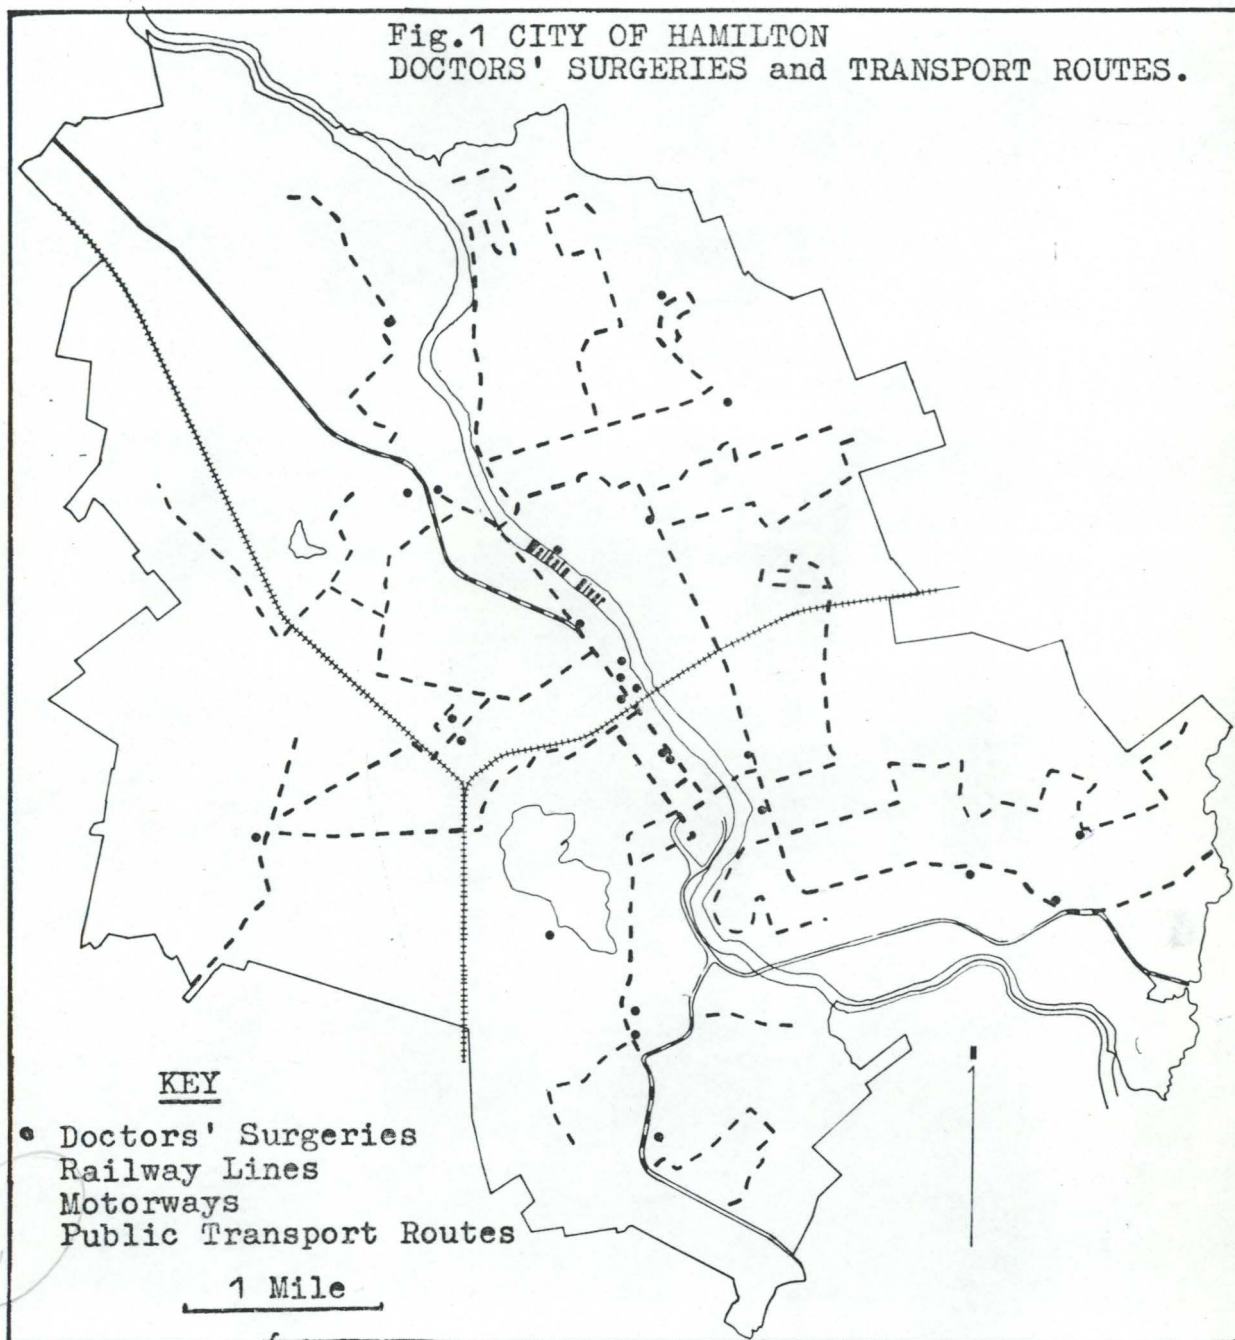 Fig.1 CITY OF HAMILTON
DOCTORS' SURGERIES and TRANSPORT ROUTES.
Waikato River
KEY
Doctors' Surgeries
Railway Lines
Motorways
Public Transport Routes
1 Mile